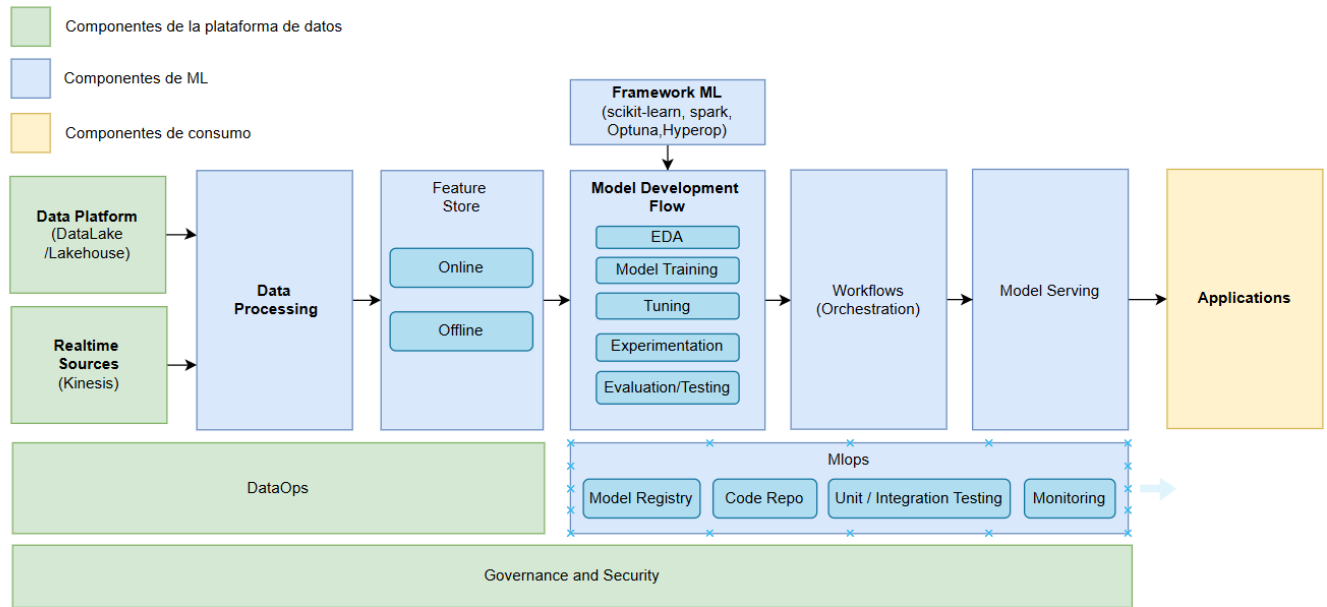 Componentes de la plataforma de datos
Componentes de ML
Componentes de consumo
Framework ML
(scikit-learn, spark,
Optuna,Hyperop)
Data Platform
(DataLake
/Lakehouse)
Realtime
Sources
(Kinesis)
Data
Processing
Feature
Store
Online
Offline
Model Development
Flow
EDA
Model Training
Tuning
Experimentation
Evaluation/Testing
Workflows
(Orchestration)
Model Serving
Applications
DataOps
Mlops
Model Registry
Code Repo
Unit / Integration Testing
Monitoring
Governance and Security